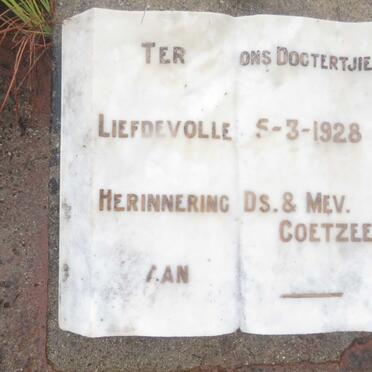 TER
LIEFDEVOLLE
HERINNERING
AAN
ONS DOGTERTJIE
5-3-1928
DS. & MEV.
COETZEE